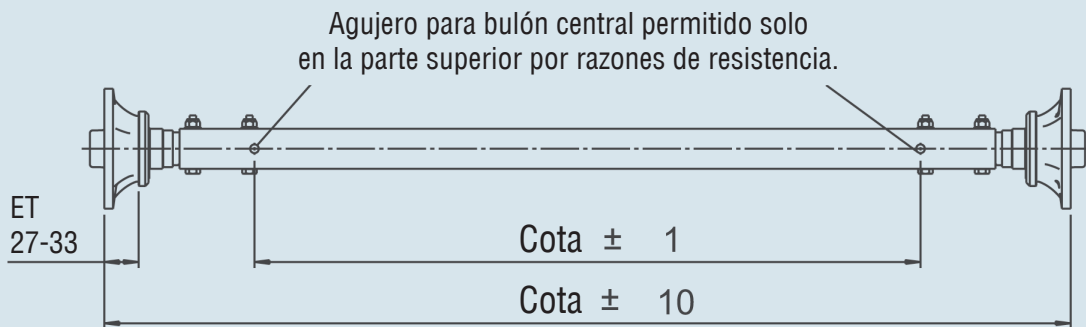 Agujero para bulón central permitido solo
en la parte superior por razones de resistencia.
ET
27-33
Cota ± 1
Cota ± 10